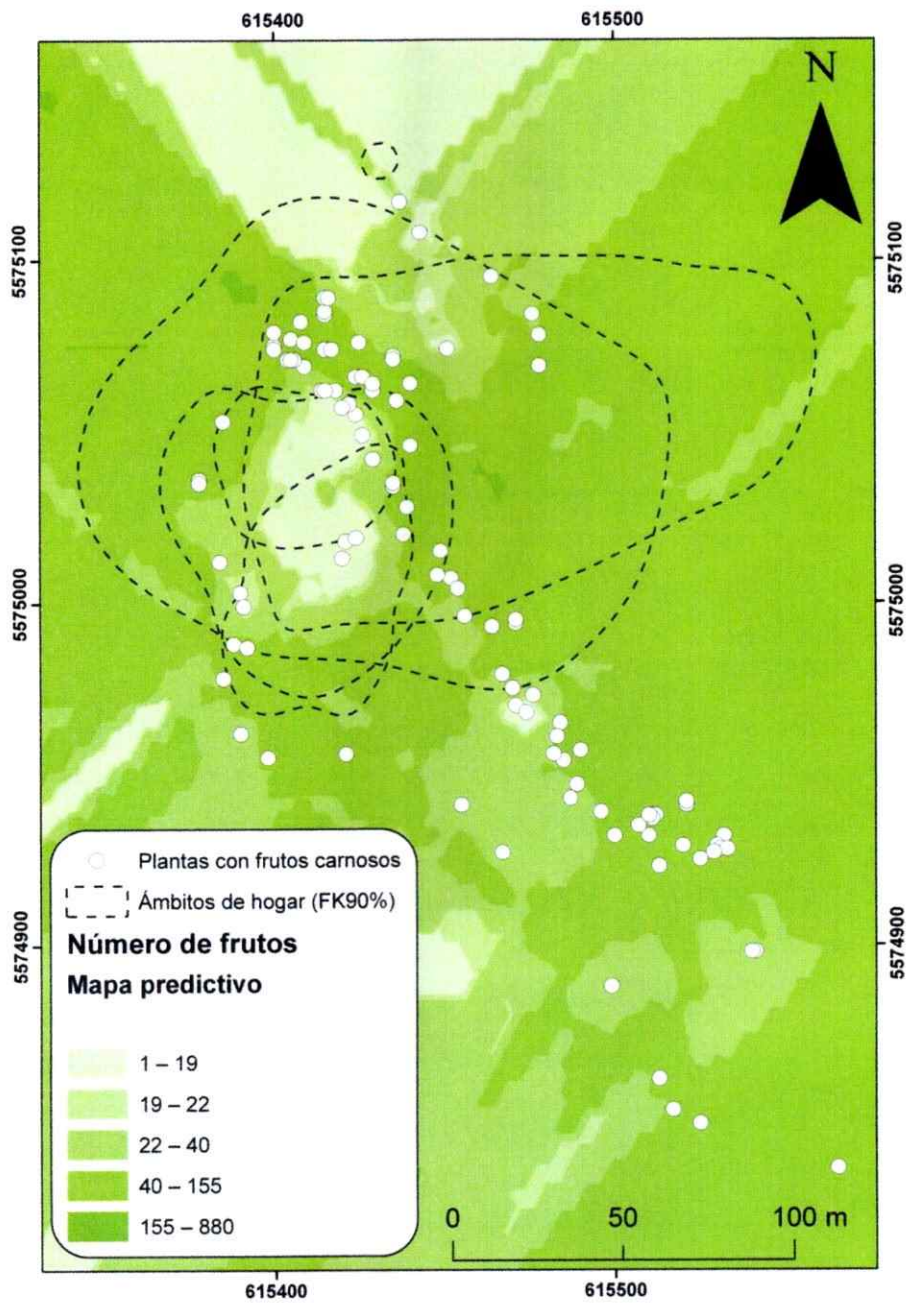 615400
615500
N
5575100
5575100
5575000
5575000
Plantas con frutos carnosos
Ámbitos de hogar (FK90%)
Número de frutos
Mapa predictivo
1 – 19
19 – 22
22 – 40
40 – 155
155 – 880
5574900
5574900
0 50 100 m
615400
615500